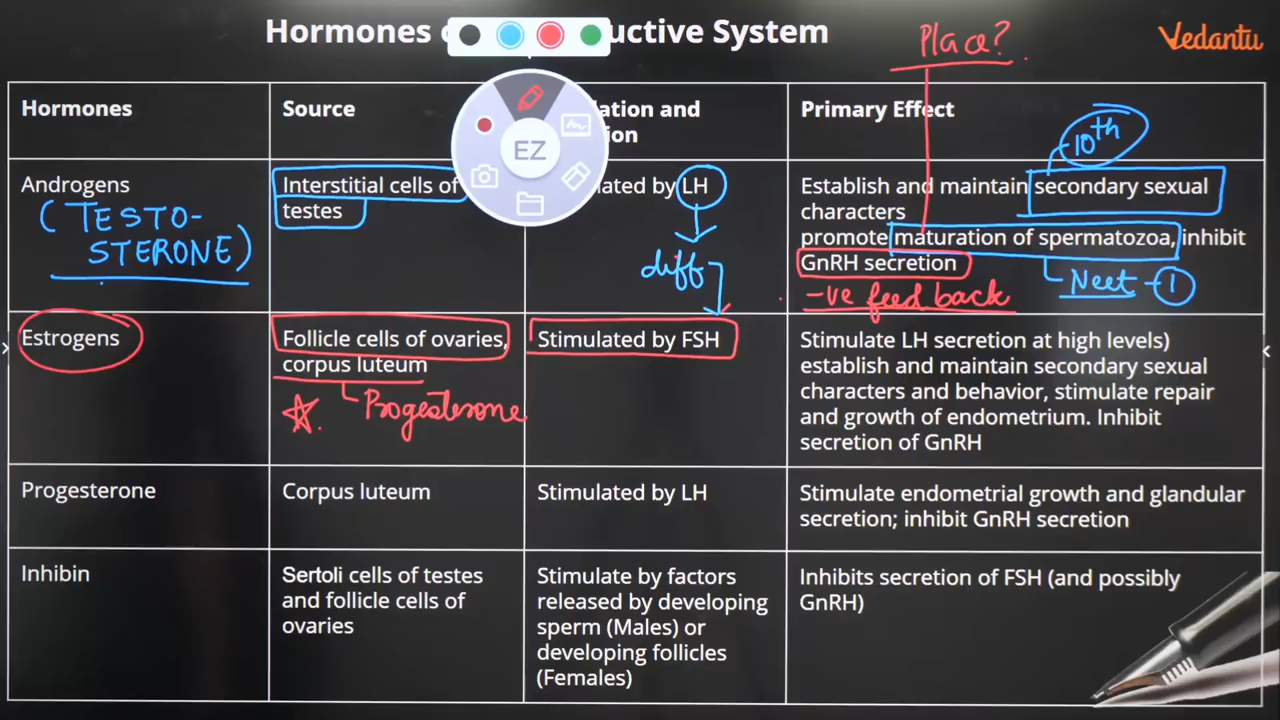 Hormones uctive System
Place?
Vedantu
Hormones
Source
ation and
ion
Primary Effect
10th
Androgens
(TESTO-
STERONE)
Interstitial cells of
testes
lated by LH
diff
Establish and maintain secondary sexual
characters
promote maturation of spermatozoa, inhibit
GnRH secretion
-ve feed back
Neet - 1
EZ
Estrogens
Follicle cells of ovaries,
corpus luteum
Progesterone
Stimulated by FSH
Stimulate LH secretion at high levels)
establish and maintain secondary sexual
characters and behavior, stimulate repair
and growth of endometrium. Inhibit
secretion of GnRH
Progesterone
Corpus luteum
Stimulated by LH
Stimulate endometrial growth and glandular
secretion; inhibit GnRH secretion
Inhibin
Sertoli cells of testes
and follicle cells of
ovaries
Stimulate by factors
released by developing
sperm (Males) or
developing follicles
(Females)
Inhibits secretion of FSH (and possibly
GnRH)